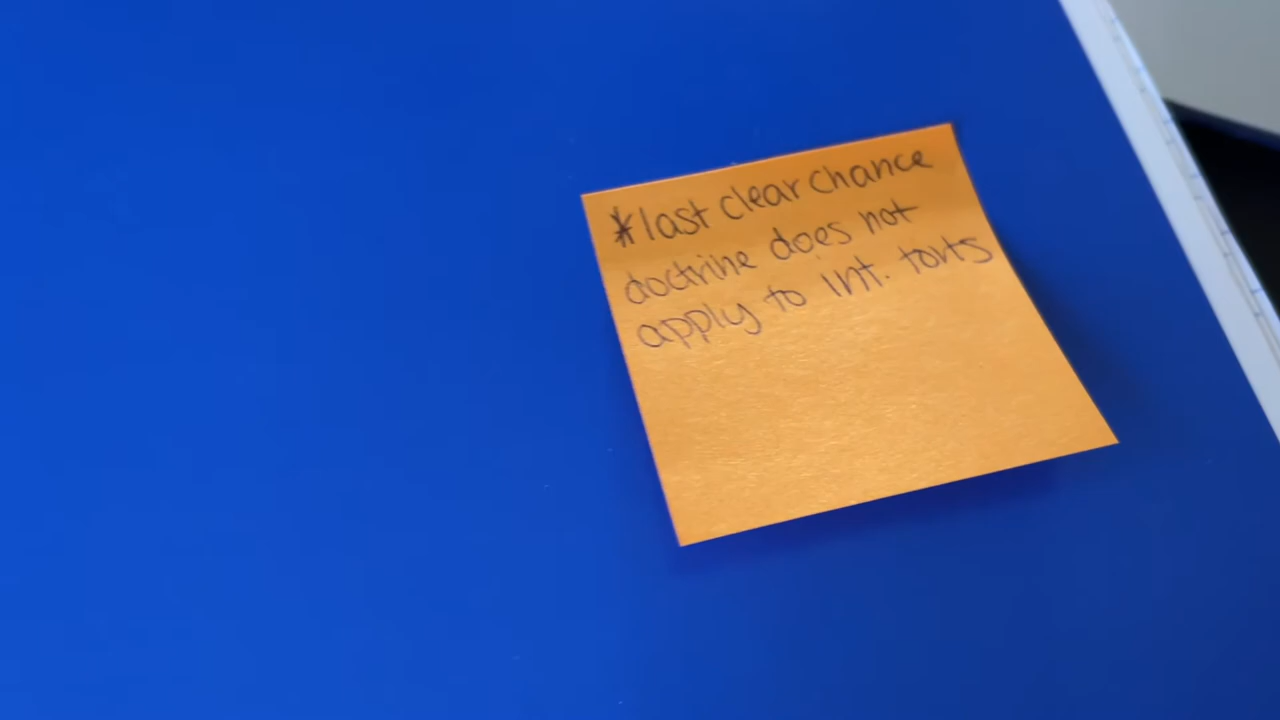 *last clear chance
doctrine does not
apply to int. torts